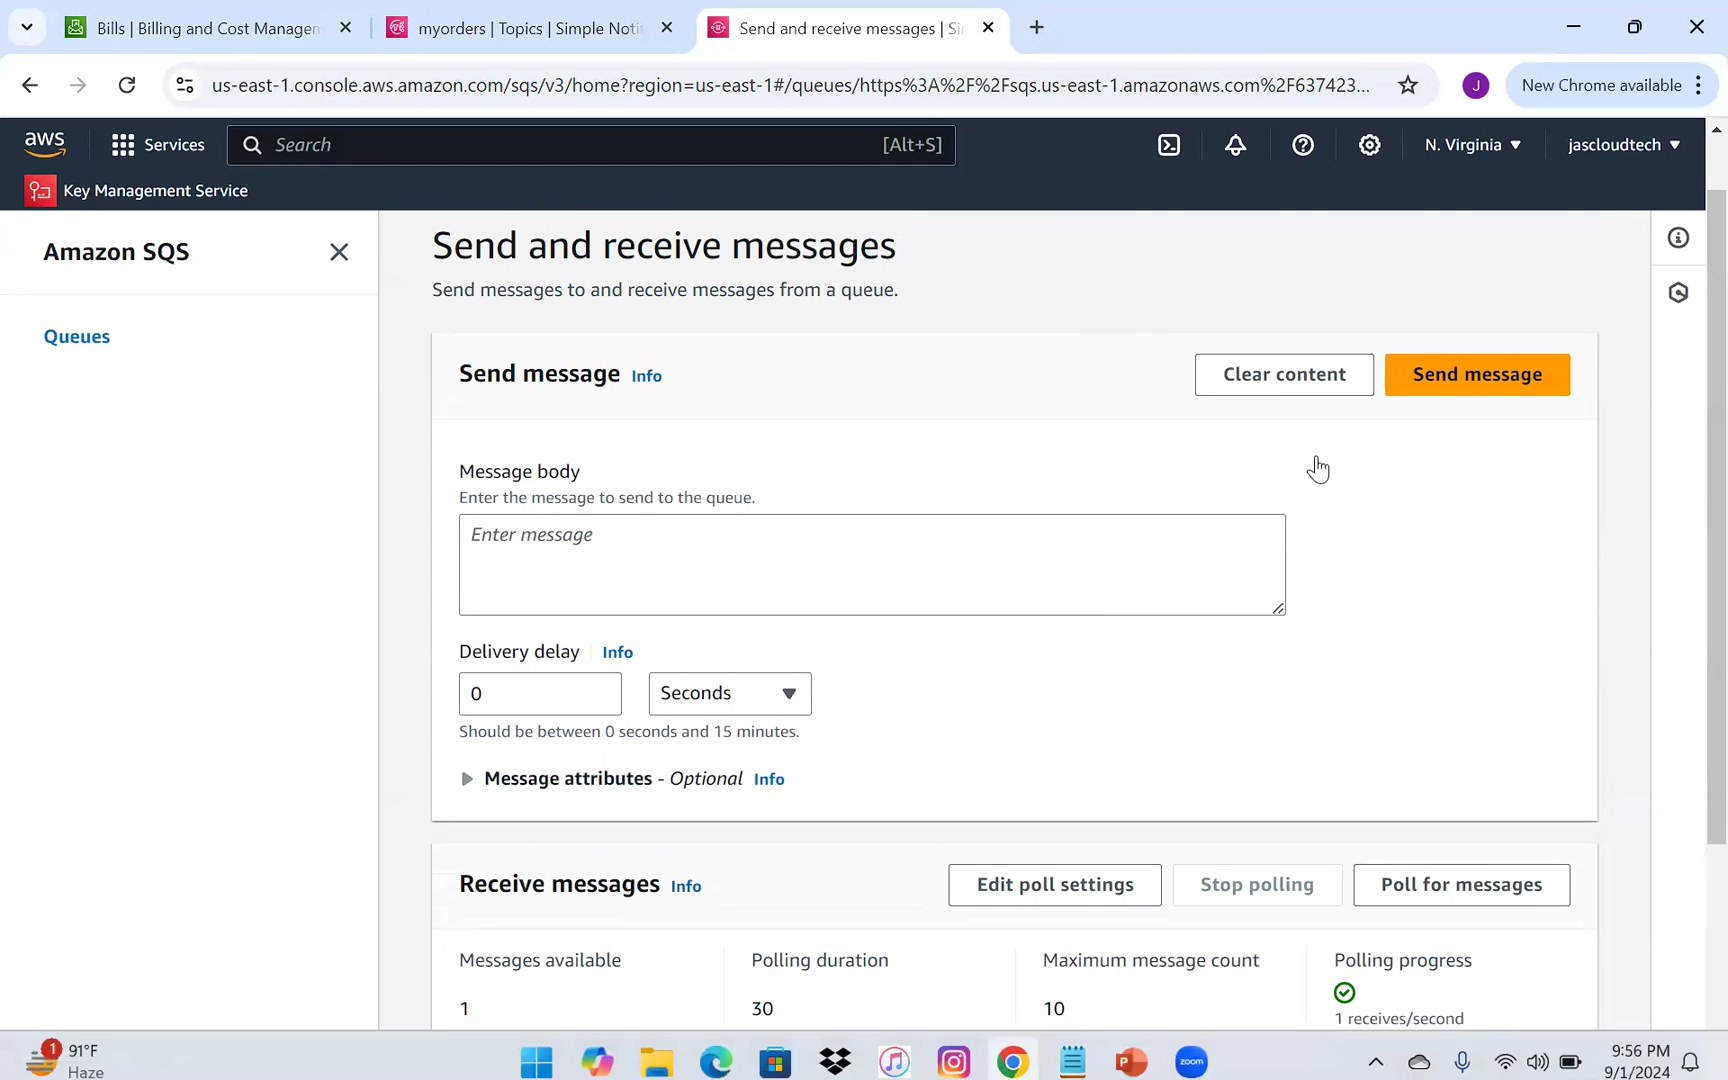 Bills | Billing and Cost Managem
myorders | Topics | Simple Noti
Send and receive messages | Si
us-east-1.console.aws.amazon.com/sqs/v3/home?region=us-east-1#/queues/https%3A%2F%2Fsqs.us-east-1.amazonaws.com%2F637423...
J
New Chrome available
aws
Services
Search
[Alt+S]
N. Virginia
jascloudtech
Key Management Service
Amazon SQS
Queues
Send and receive messages
Send messages to and receive messages from a queue.
Send message Info
Clear content
Send message
Message body
Enter the message to send to the queue.
Enter message
Delivery delay Info
0
Seconds
Should be between 0 seconds and 15 minutes.
Message attributes - Optional Info
Receive messages Info
Edit poll settings
Stop polling
Poll for messages
Messages available
1
Polling duration
30
Maximum message count
10
Polling progress
1 receives/second
1
91°F
Haze
zoom
9:56 PM
9/1/2024